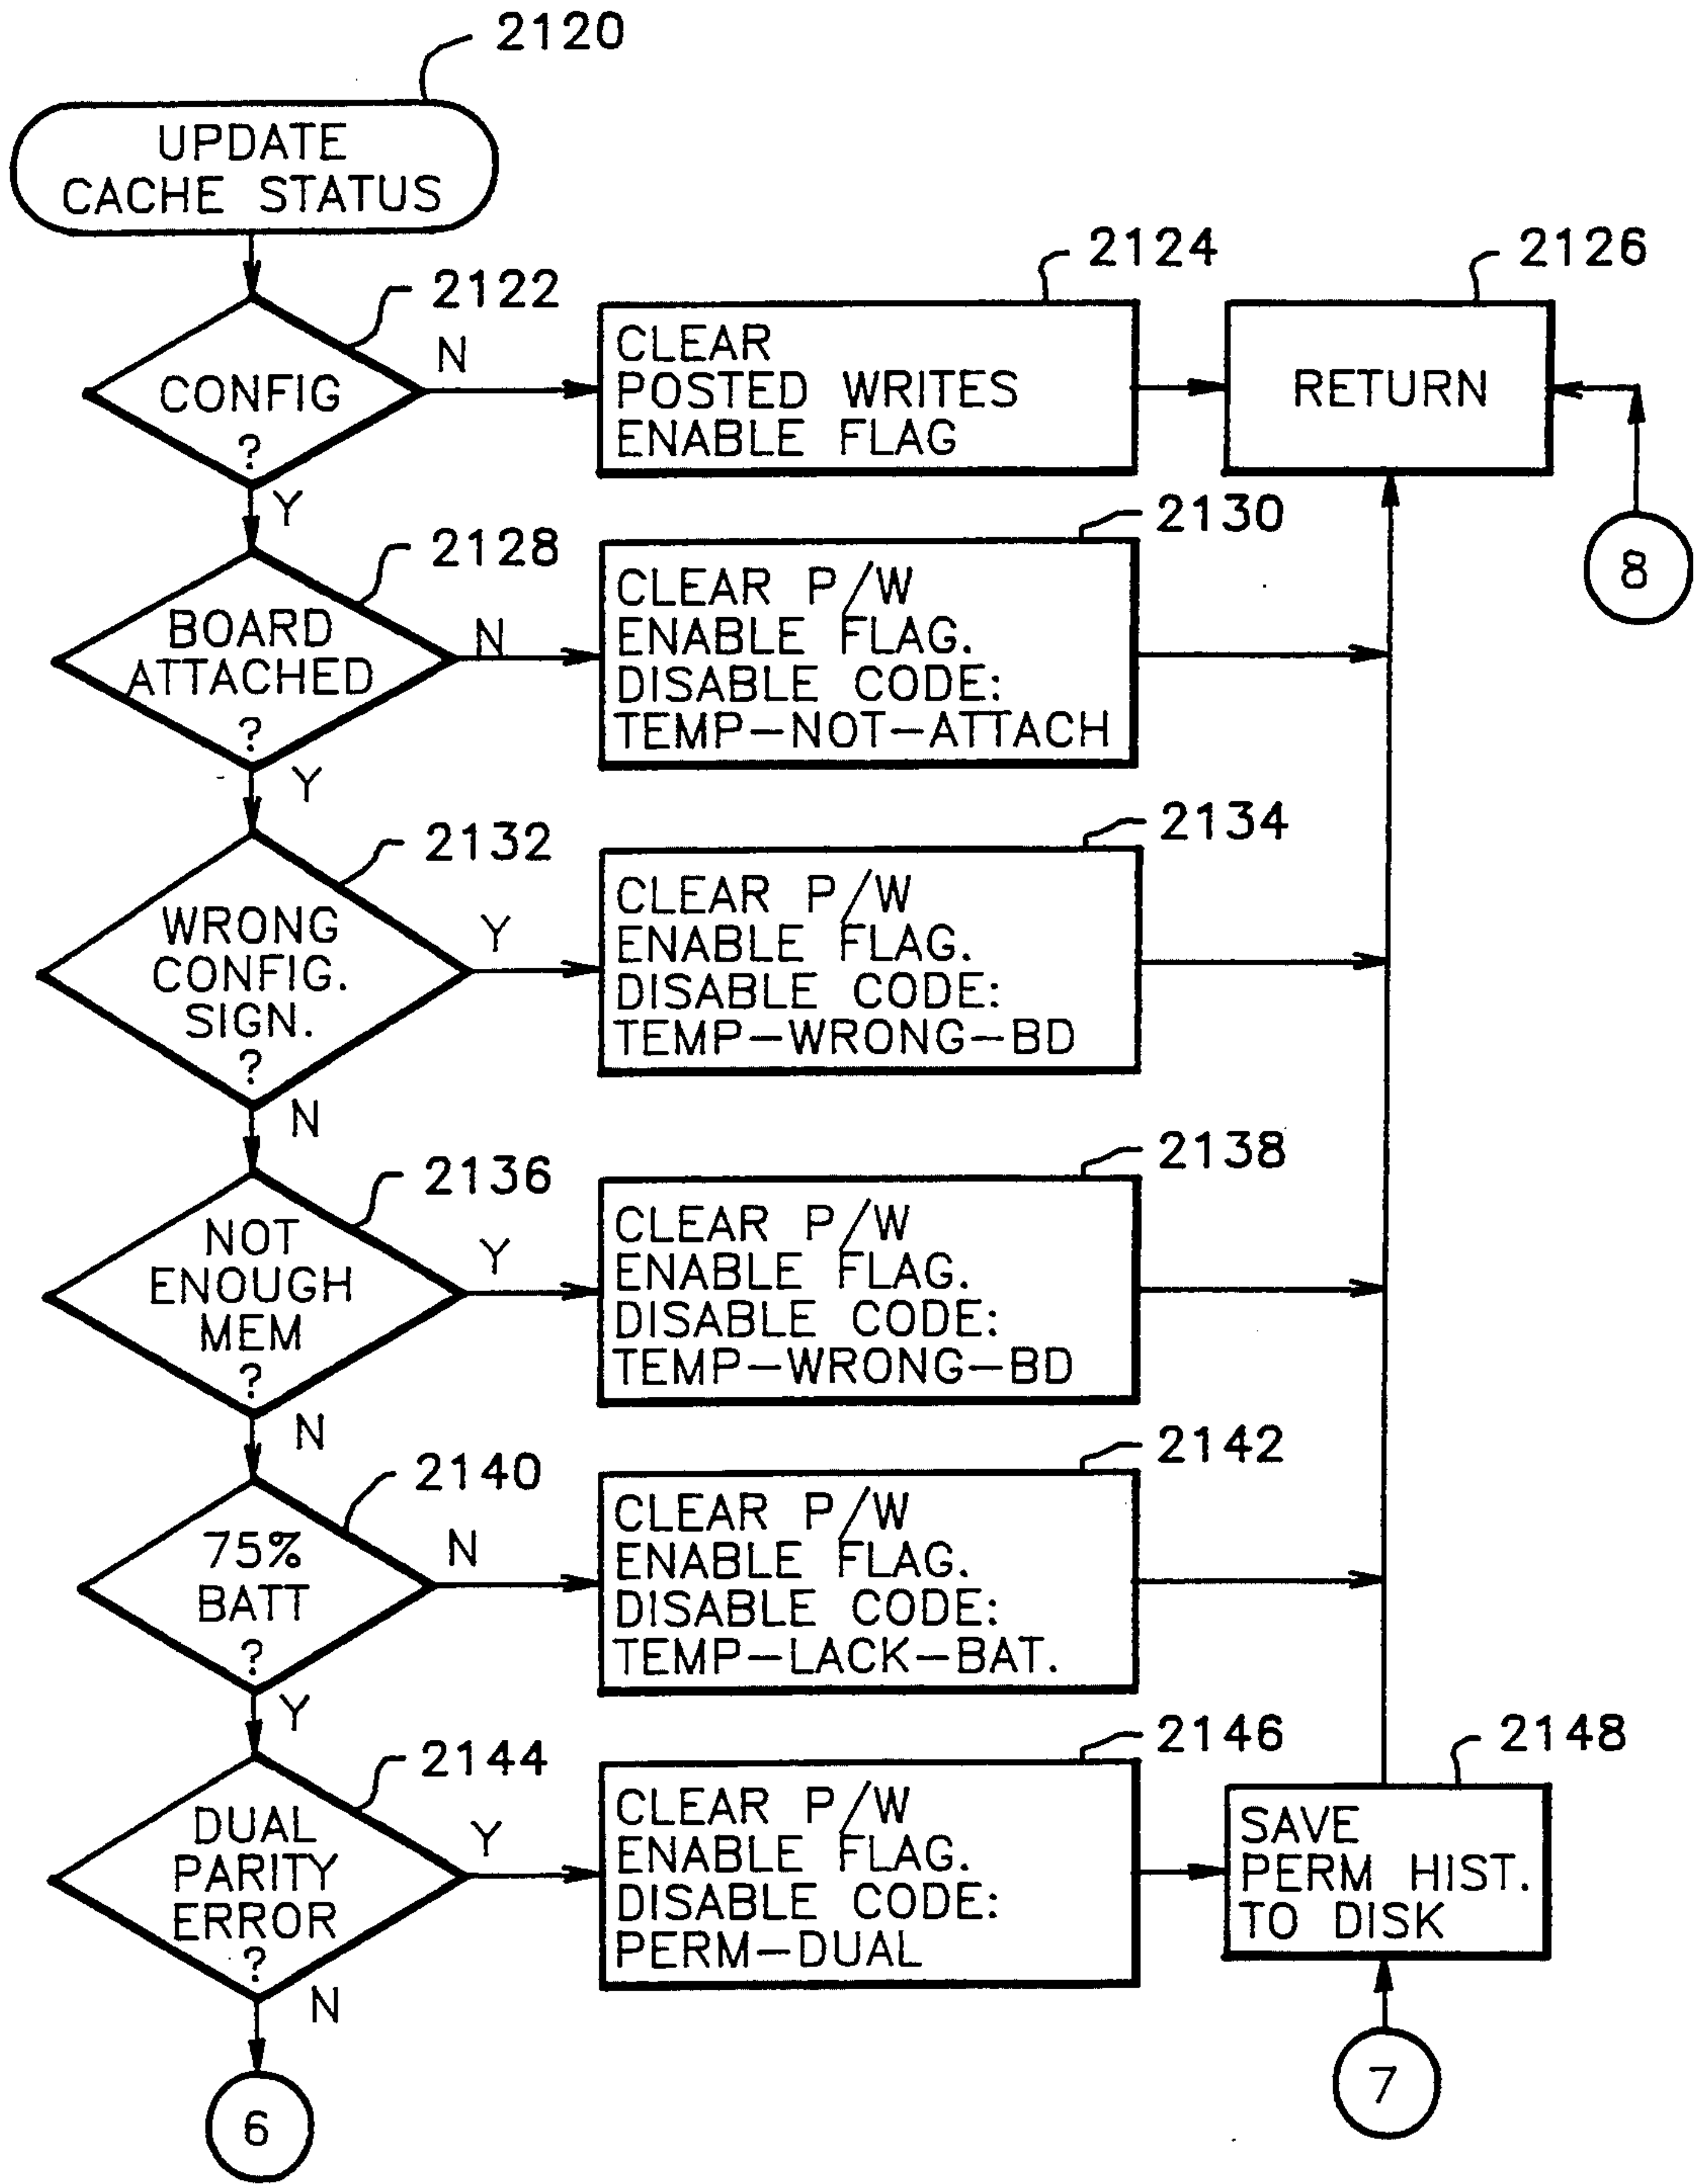 2120
UPDATE
CACHE STATUS
2122
CONFIG
?
N
Y
2124
CLEAR
POSTED WRITES
ENABLE FLAG
2126
RETURN
8
2128
BOARD
ATTACHED
?
N
Y
2130
CLEAR P/W
ENABLE FLAG.
DISABLE CODE:
TEMP-NOT-ATTACH
2132
WRONG
CONFIG.
SIGN.
?
Y
N
2134
CLEAR P/W
ENABLE FLAG.
DISABLE CODE:
TEMP-WRONG-BD
2136
NOT
ENOUGH
MEM
?
Y
N
2138
CLEAR P/W
ENABLE FLAG.
DISABLE CODE:
TEMP-WRONG-BD
2140
75%
BATT
?
N
Y
2142
CLEAR P/W
ENABLE FLAG.
DISABLE CODE:
TEMP-LACK-BAT.
2144
DUAL
PARITY
ERROR
?
Y
N
2146
CLEAR P/W
ENABLE FLAG.
DISABLE CODE:
PERM-DUAL
2148
SAVE
PERM HIST.
TO DISK
6
7